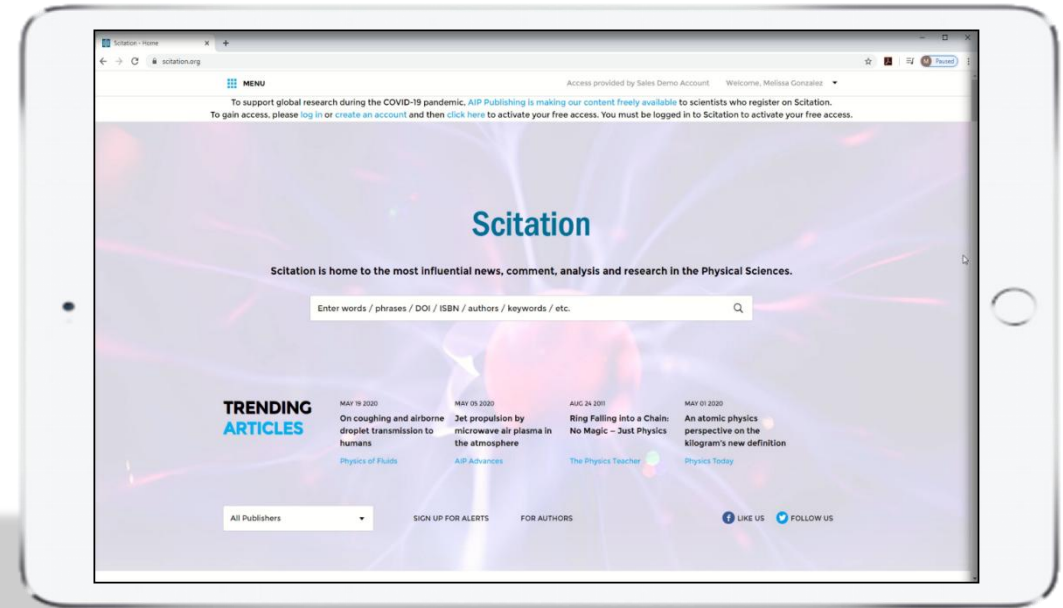 Scitation - Home
scitation.org
Paused
MENU
Access provided by Sales Demo Account
Welcome, Melissa Gonzalez
To support global research during the COVID-19 pandemic, AIP Publishing is making our content freely available to scientists who register on Scitation.
To gain access, please log in or create an account and then click here to activate your free access. You must be logged in to Scitation to activate your free access.
Scitation
Scitation is home to the most influential news, comment, analysis and research in the Physical Sciences.
Enter words / phrases / DOI / ISBN / authors / keywords / etc.
TRENDING
ARTICLES
MAY 19 2020
On coughing and airborne
droplet transmission to
humans
Physics of Fluids
MAY 05 2020
Jet propulsion by
microwave air plasma in
the atmosphere
AIP Advances
AUG 24 2011
Ring Falling into a Chain:
No Magic — Just Physics
The Physics Teacher
MAY 01 2020
An atomic physics
perspective on the
kilogram's new definition
Physics Today
All Publishers
SIGN UP FOR ALERTS
FOR AUTHORS
LIKE US
FOLLOW US